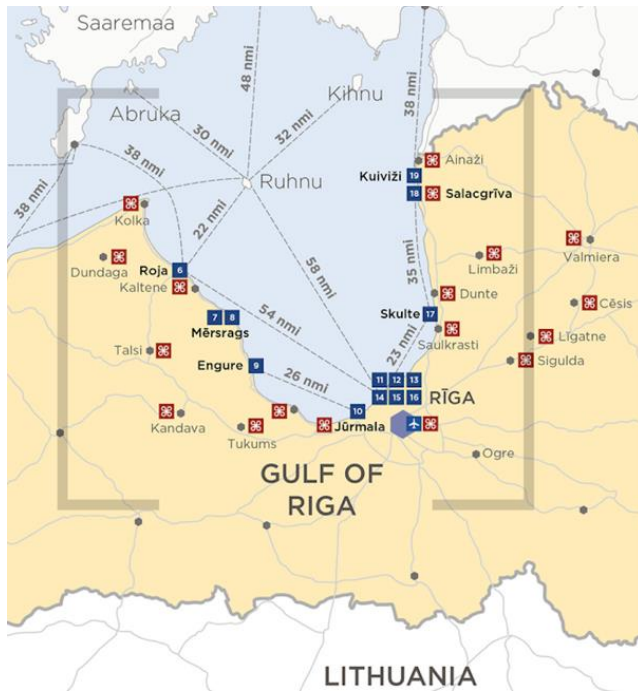 Saaremaa
Abruka
Kihnu
48 nmi
38 nmi
30 nmi
32 nmi
38 nmi
Ruhnu
38 nmi
22 nmi
58 nmi
35 nmi
Ainaži
Kuiviži 19
18 Salacgrīva
Kolka
Dundaga
Roja 6
Kaltene
Limbaži
Valmiera
7 8
Mērsrags
54 nmi
Dunte
Skulte 17
Cēsis
Saulkrasti
23 nmi
Līgatne
Talsi
Engure 9
26 nmi
Sigulda
11 12 13
14 15 16
RĪGA
10
Jūrmala
Kandava
Tukums
Ogre
GULF OF
RIGA
LITHUANIA